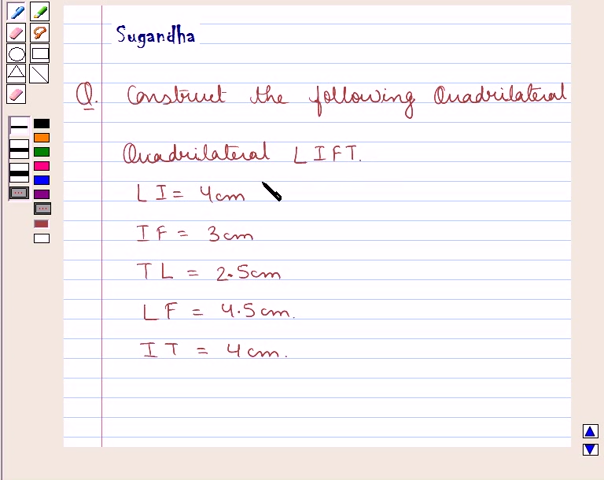 Sugandha
Q. Construct the following Quadrilateral
Quadrilateral LIFT.
LI = 4cm
IF = 3cm
TL = 2.5cm
LF = 4.5cm.
IT = 4cm.